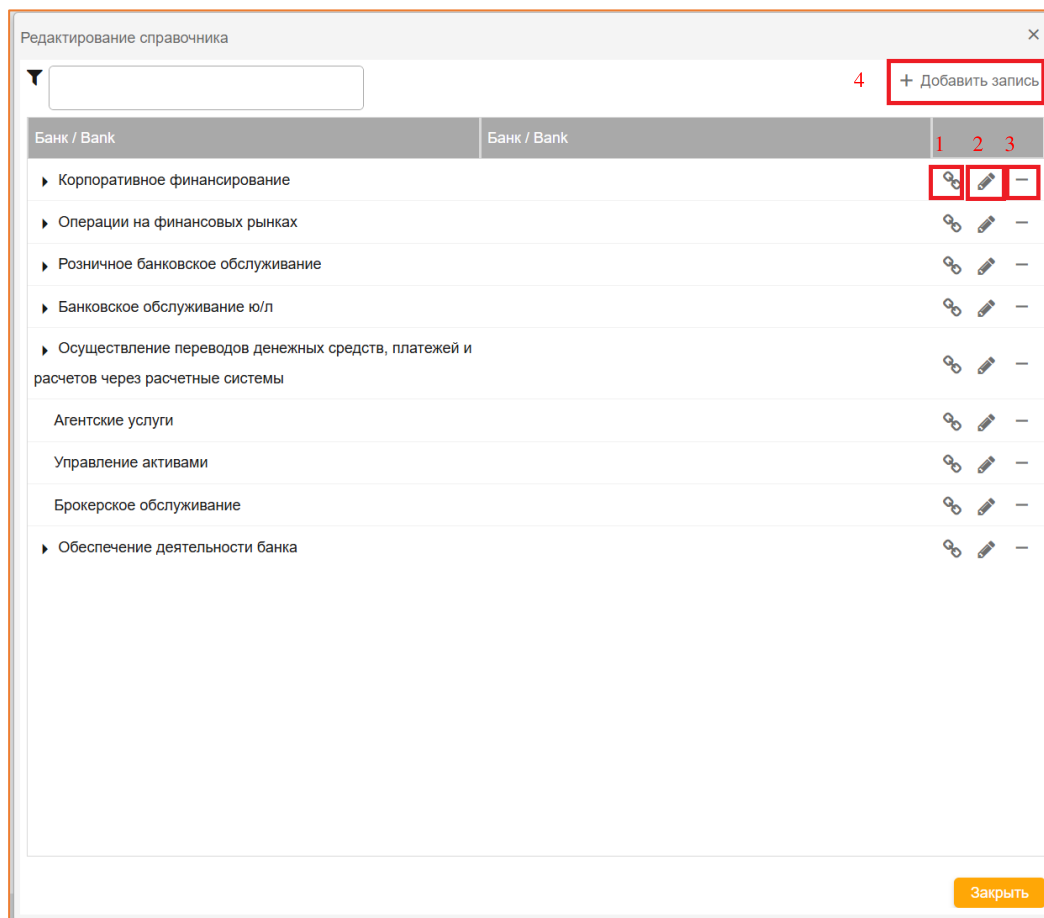 Редактирование справочника
4
+ Добавить запись
Банк / Bank
Банк / Bank
1 2 3
Корпоративное финансирование
Операции на финансовых рынках
Розничное банковское обслуживание
Банковское обслуживание ю/л
Осуществление переводов денежных средств, платежей и
расчетов через расчетные системы
Агентские услуги
Управление активами
Брокерское обслуживание
Обеспечение деятельности банка
Закрыть